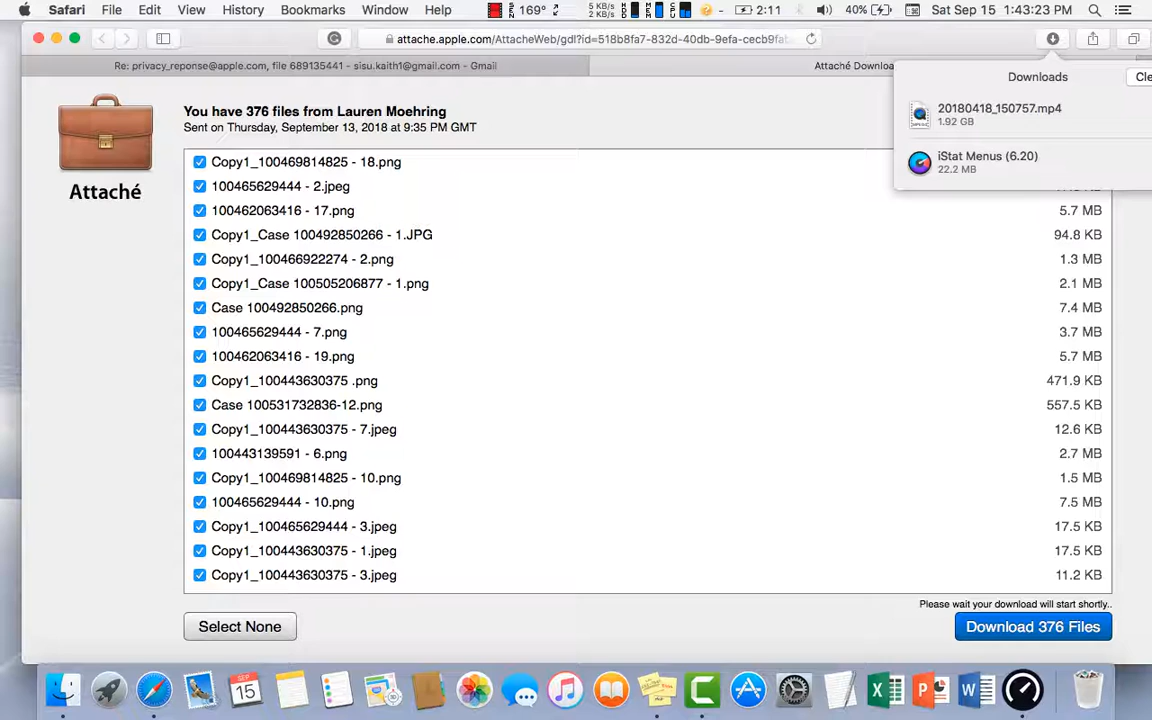 Safari File Edit View History Bookmarks Window Help SEN 169° 5 KB/s 2 KB/s 2:11 40% Sat Sep 15 1:43:23 PM
attache.apple.com/AttacheWeb/gdl?id=518b8fa7-832d-40db-9efa-cecb9fab
Re: privacy_reponse@apple.com, file 689135441 - sisu.kaith1@gmail.com - Gmail
Attaché Downloa
Downloads
Cle
20180418_150757.mp4
1.92 GB
iStat Menus (6.20)
22.2 MB
Attaché
You have 376 files from Lauren Moehring
Sent on Thursday, September 13, 2018 at 9:35 PM GMT
Copy1_100469814825 - 18.png
100465629444 - 2.jpeg
100462063416 - 17.png 5.7 MB
Copy1_Case 100492850266 - 1.JPG 94.8 KB
Copy1_100466922274 - 2.png 1.3 MB
Copy1_Case 100505206877 - 1.png 2.1 MB
Case 100492850266.png 7.4 MB
100465629444 - 7.png 3.7 MB
100462063416 - 19.png 5.7 MB
Copy1_100443630375 .png 471.9 KB
Case 100531732836-12.png 557.5 KB
Copy1_100443630375 - 7.jpeg 12.6 KB
100443139591 - 6.png 2.7 MB
Copy1_100469814825 - 10.png 1.5 MB
100465629444 - 10.png 7.5 MB
Copy1_100465629444 - 3.jpeg 17.5 KB
Copy1_100443630375 - 1.jpeg 17.5 KB
Copy1_100443630375 - 3.jpeg 11.2 KB
Please wait your download will start shortly..
Select None
Download 376 Files